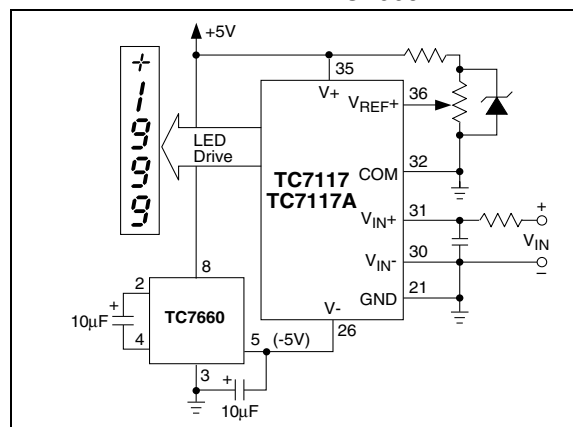 +5V
+1999
LED
Drive
35
V+
36
VREF+
TC7117
TC7117A
32
COM
31
VIN+
+
VIN
30
VIN-
–
21
GND
V-
26
8
2
+
10µF
4
TC7660
5
(-5V)
3
+
10µF